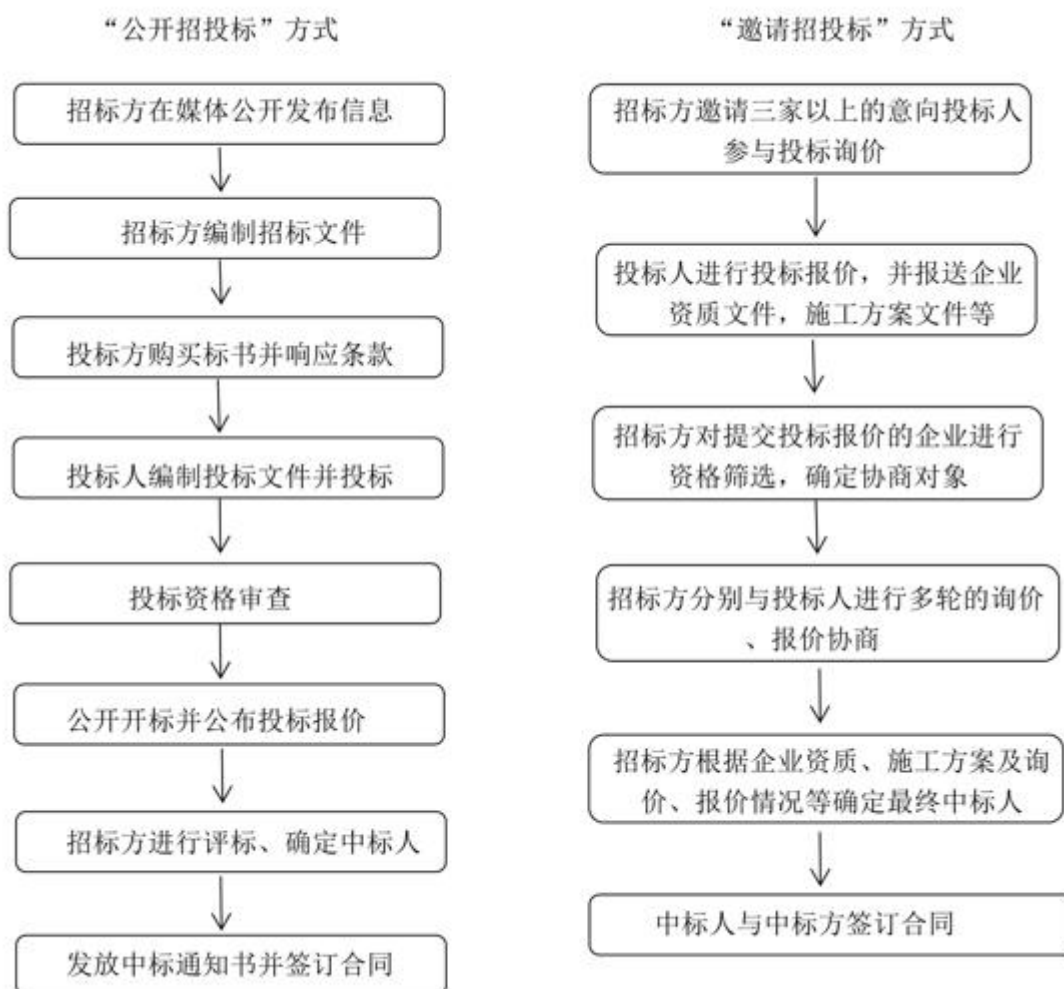 “公开招投标”方式
招标方在媒体公开发布信息
招标方编制招标文件
投标方购买标书并响应条款
投标人编制投标文件并投标
投标资格审查
公开开标并公布投标报价
招标方进行评标、确定中标人
发放中标通知书并签订合同
“邀请招投标”方式
招标方邀请三家以上的意向投标人
参与投标询价
投标人进行投标报价，并报送企业
资质文件，施工方案文件等
招标方对提交投标报价的企业进行
资格筛选，确定协商对象
招标方分别与投标人进行多轮的询价
、报价协商
招标方根据企业资质、施工方案及询
价、报价情况等确定最终中标人
中标人与中标方签订合同